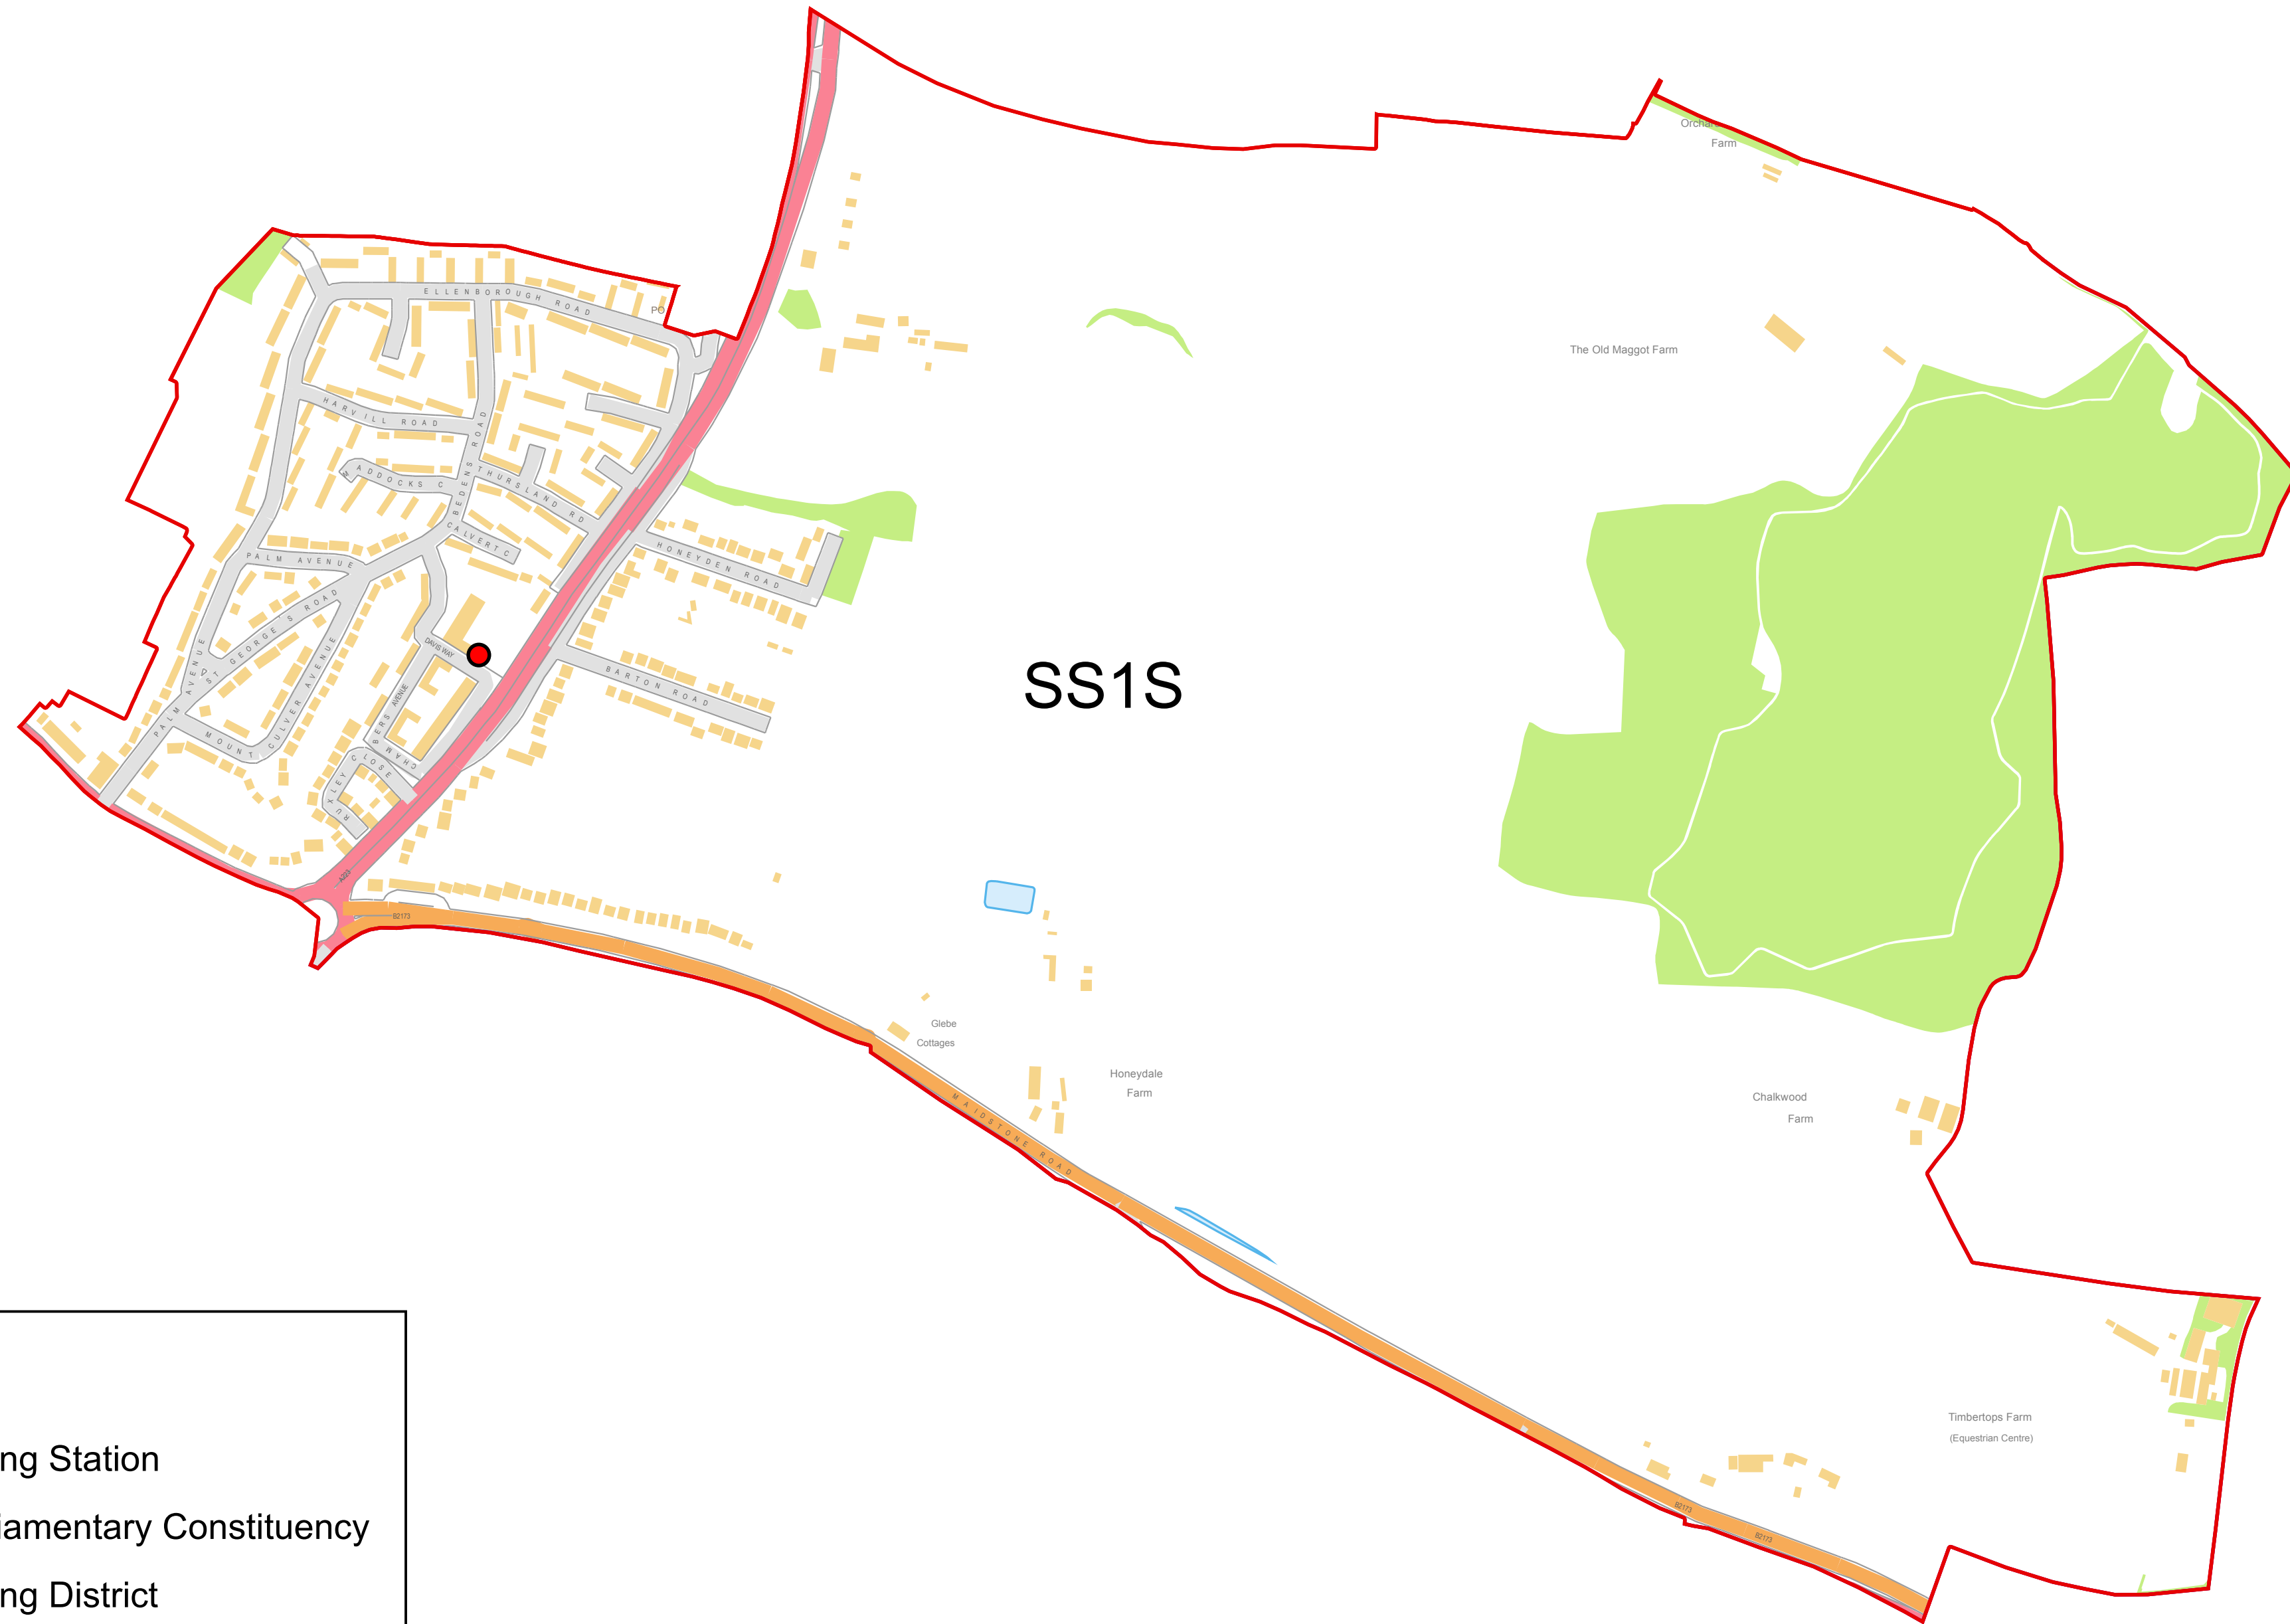 Orchard
Farm
ELLENBOROUGH ROAD
PO
The Old Maggot Farm
HARVILL ROAD
BEDENS ROAD
MADDOCKS C
THURSLAND RD
CALVERT C
HONEYDEN ROAD
PALM AVENUE
ST GEORGE'S ROAD
DAVIS WAY
PALM AVENUE
CULVER AVENUE
BARTON ROAD
SS1S
CHAMBERS AVENUE
MOUNT
RUXLEY CLOSE
A223
B2173
Glebe
Cottages
Honeydale
Farm
MAIDSTONE ROAD
Chalkwood
Farm
Timbertops Farm
(Equestrian Centre)
B2173
B2173
ng Station
iamentary Constituency
ng District